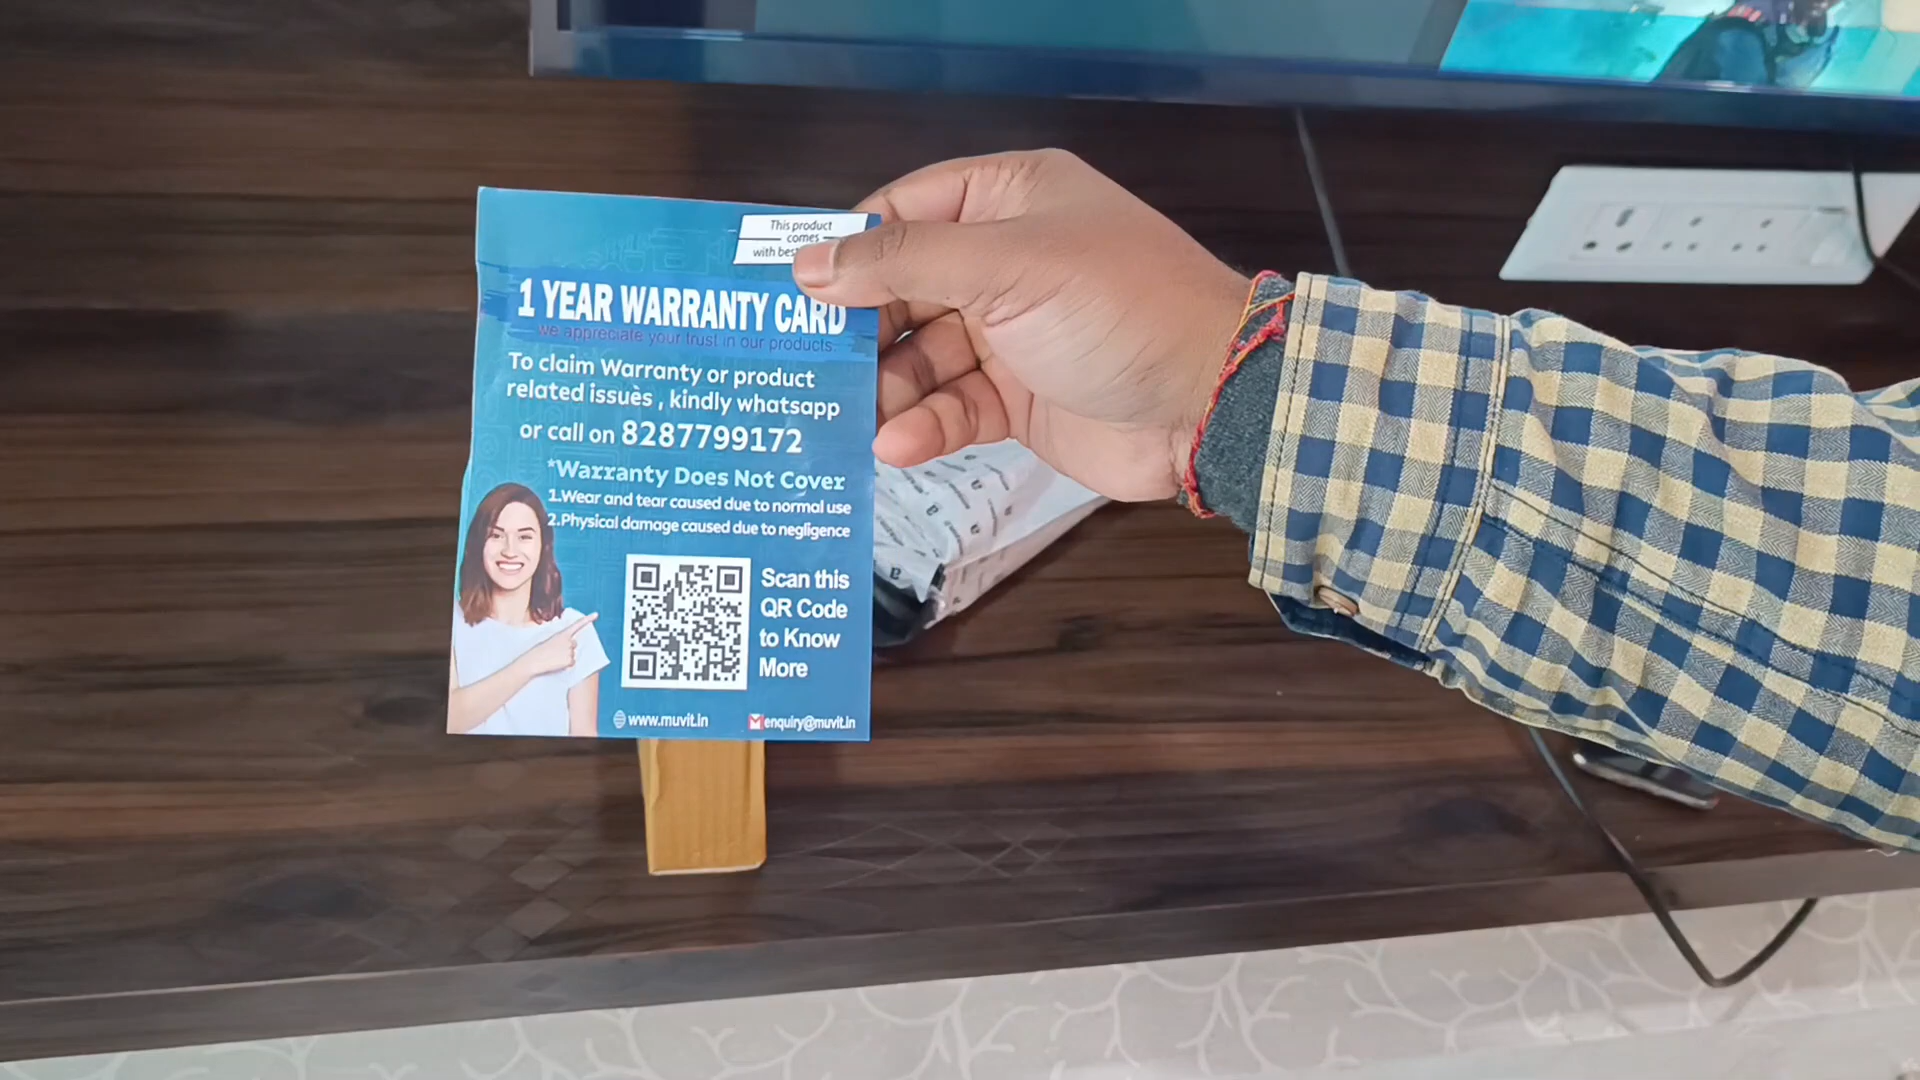 This product
comes
with bes
1 YEAR WARRANTY CARD
we appreciate your trust in our products.
To claim Warranty or product
related issues , kindly whatsapp
or call on 8287799172
*Warranty Does Not Cover
1.Wear and tear caused due to normal use
2.Physical damage caused due to negligence
Scan this
QR Code
to Know
More
www.muvit.in
enquiry@muvit.in